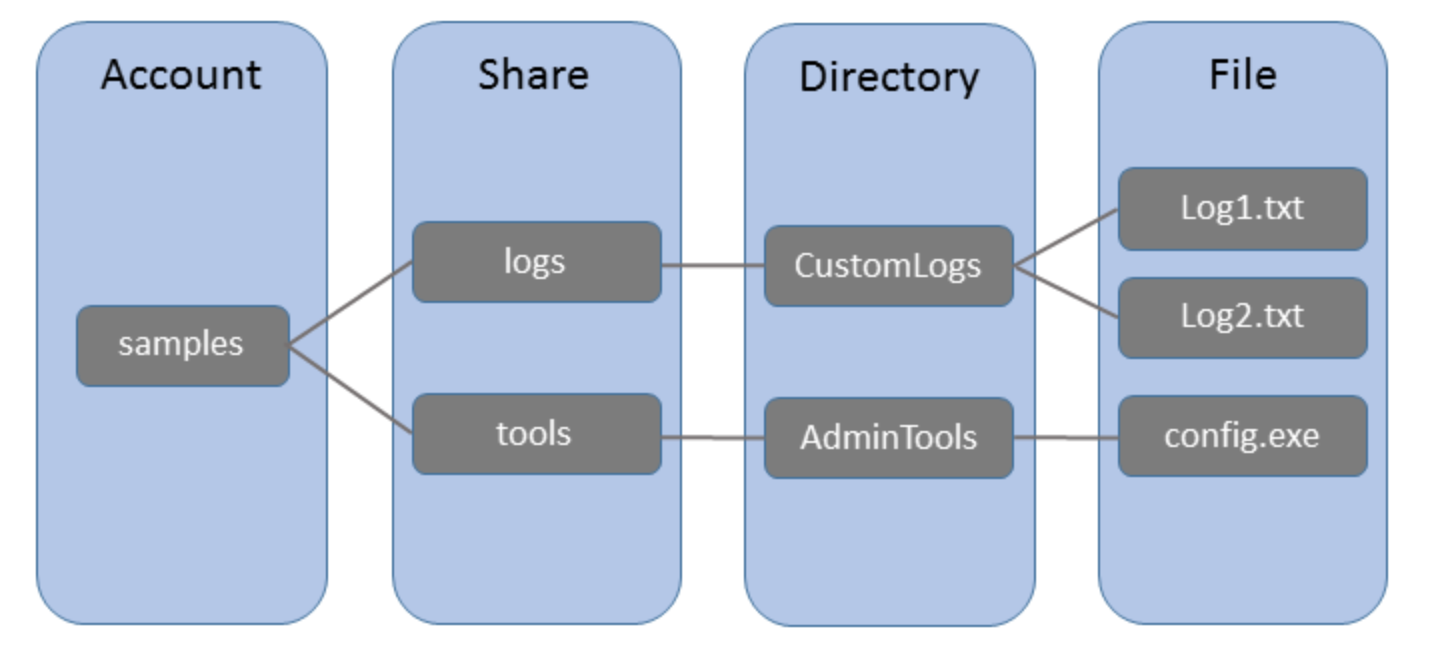 Account
Share
Directory
File
samples
logs
tools
CustomLogs
AdminTools
Log1.txt
Log2.txt
config.exe